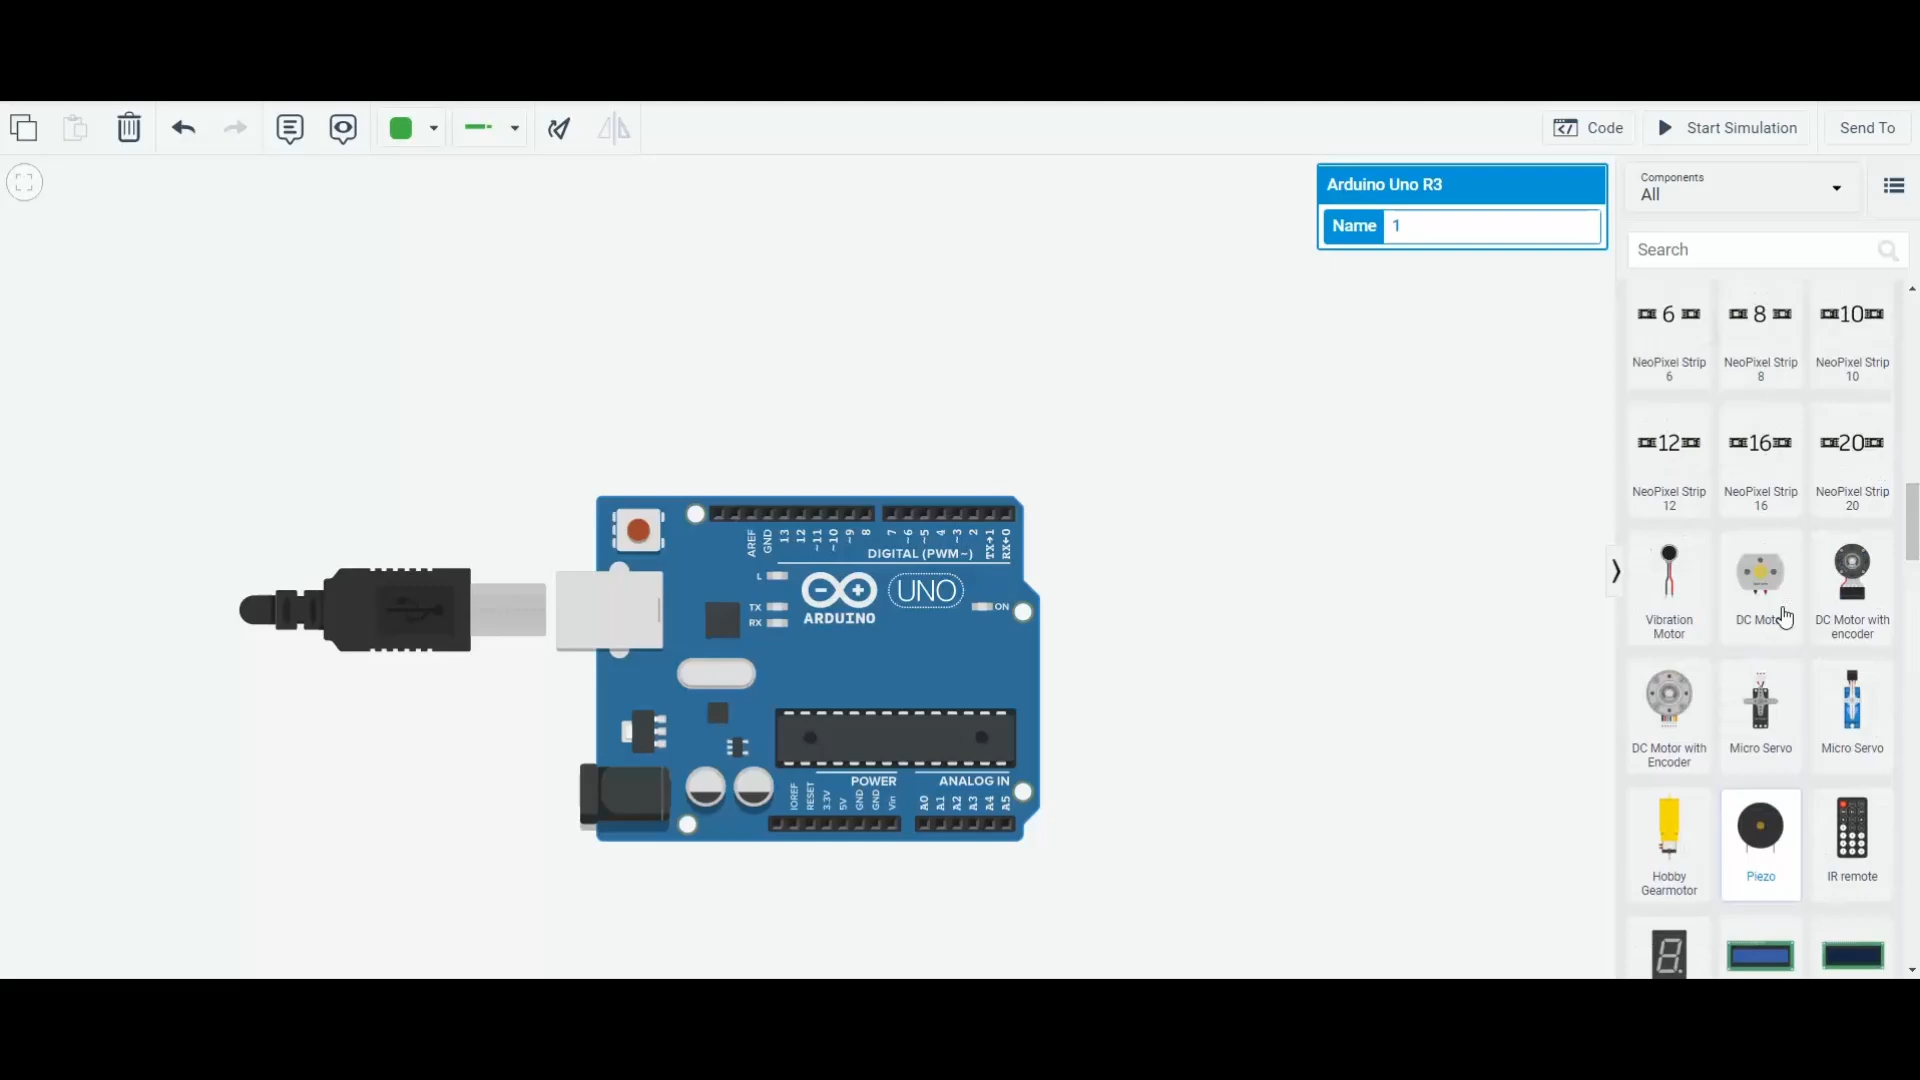 Code
Start Simulation
Send To
Arduino Uno R3
Name 1
Components
All
Search
6 8 10
NeoPixel Strip 6
NeoPixel Strip 8
NeoPixel Strip 10
12 16 20
NeoPixel Strip 12
NeoPixel Strip 16
NeoPixel Strip 20
Vibration Motor
DC Motor
DC Motor with encoder
DC Motor with Encoder
Micro Servo
Micro Servo
Hobby Gearmotor
Piezo
IR remote
AREF GND 13 12 ~11 ~10 ~9 8 7 ~6 ~5 4 ~3 2 TX→1 RX←0
DIGITAL (PWM~)
L
TX
RX
UNO
ARDUINO
ON
POWER
ANALOG IN
IOREF RESET 3.3V 5V GND GND Vin A0 A1 A2 A3 A4 A5